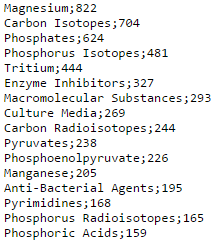 Magnesium;822
Carbon Isotopes;704
Phosphates;624
Phosphorus Isotopes;481
Tritium;444
Enzyme Inhibitors;327
Macromolecular Substances;293
Culture Media;269
Carbon Radioisotopes;244
Pyruvates;238
Phosphoenolpyruvate;226
Manganese;205
Anti-Bacterial Agents;195
Pyrimidines;168
Phosphorus Radioisotopes;165
Phosphoric Acids;159